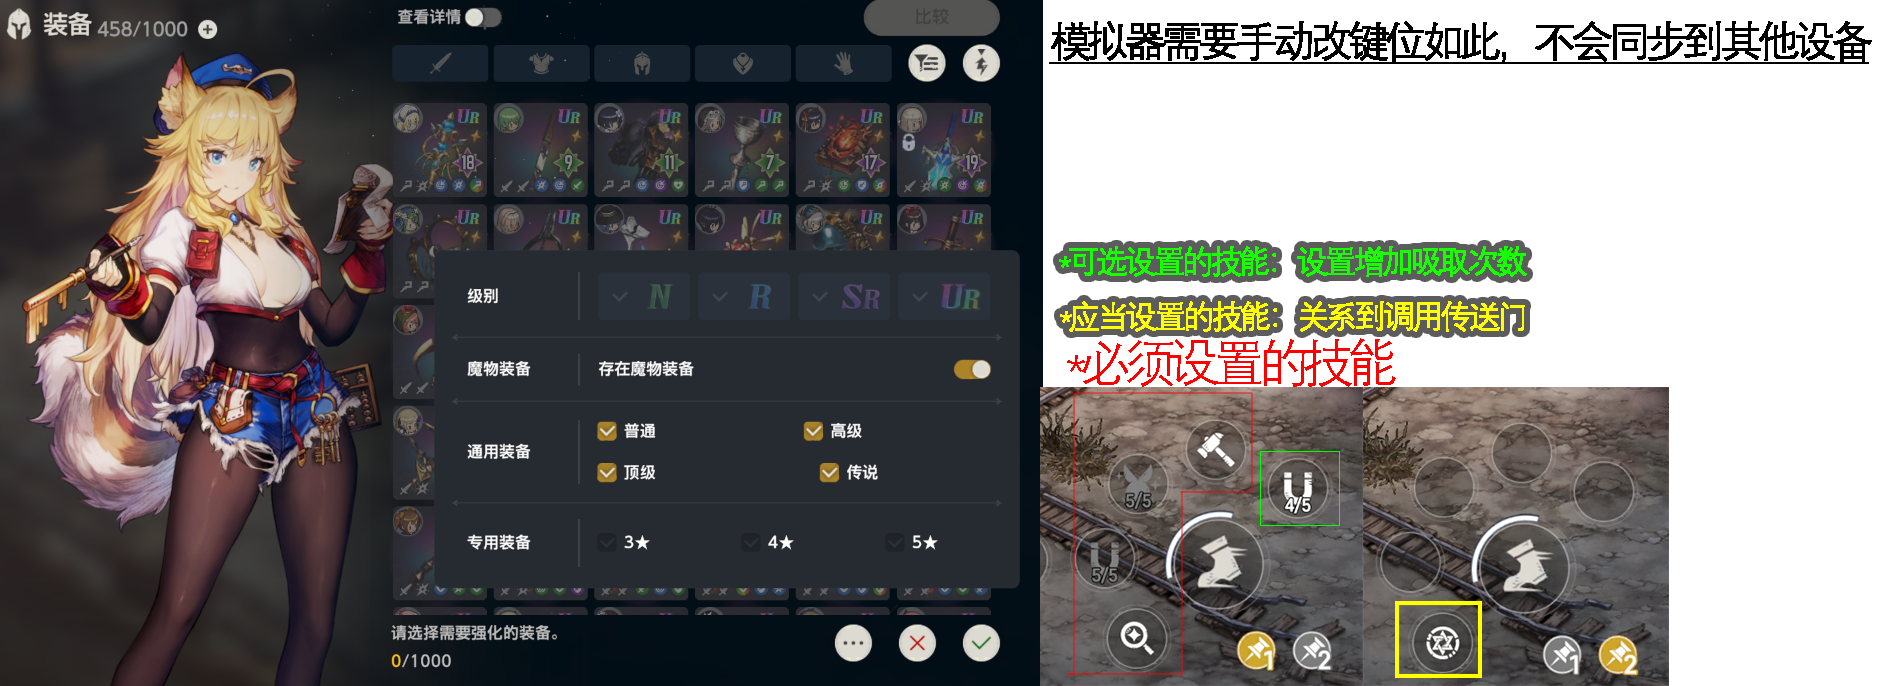 装备 458/1000
查看详情
比较
UR UR UR UR UR UR
18 9 11 7 17 19
UR UR UR UR UR UR
级别 N R SR UR
魔物装备 存在魔物装备
通用装备 普通 高级
顶级 传说
专用装备 3★ 4★ 5★
请选择需要强化的装备。
0/1000
模拟器需要手动改键位如此，不会同步到其他设备
*可选设置的技能：设置增加吸取次数
*应当设置的技能：关系到调用传送门
*必须设置的技能
5/5
4/5
5/5
1 2
1 2